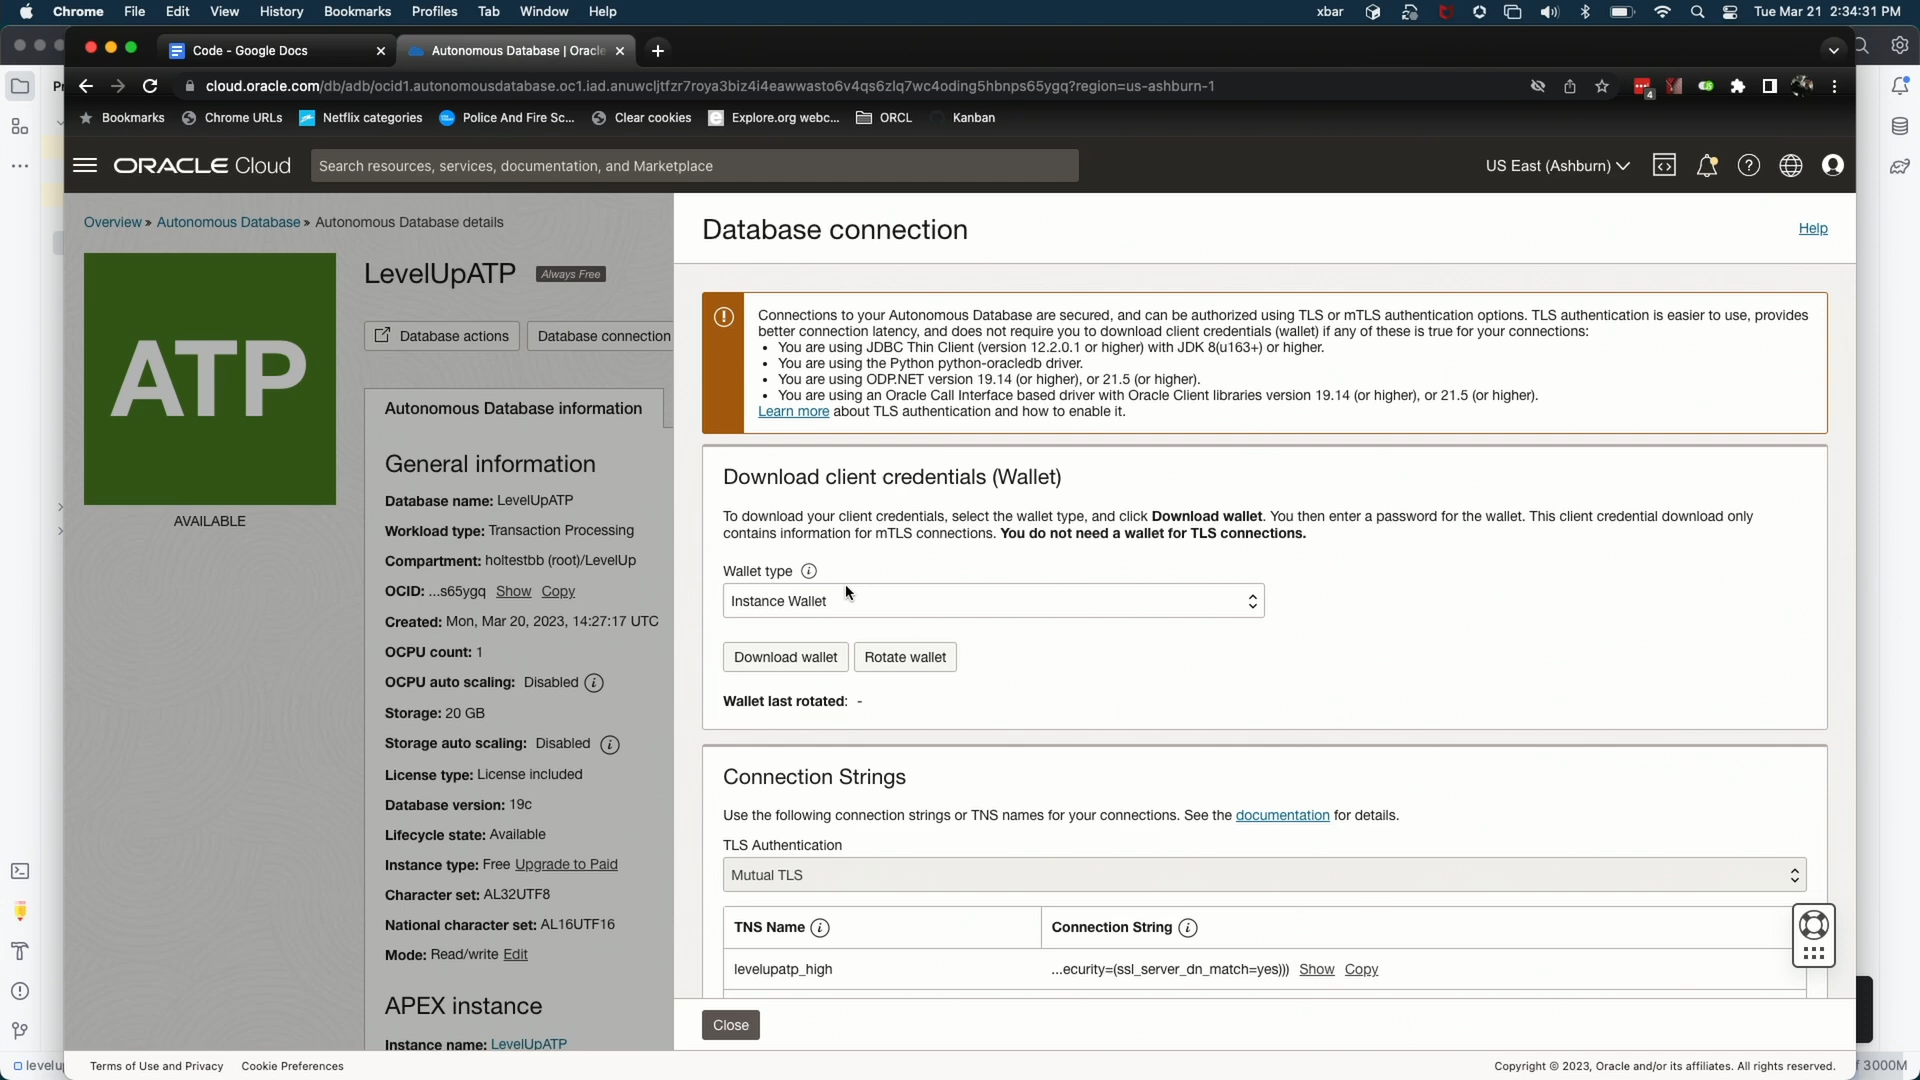 Chrome File Edit View History Bookmarks Profiles Tab Window Help xbar Tue Mar 21 2:34:31 PM
Code - Google Docs Autonomous Database | Oracle
cloud.oracle.com/db/adb/ocid1.autonomousdatabase.oc1.iad.anuwcljtfzr7roya3biz4i4eawwasto6v4qs6zlq7wc4oding5hbnps65ygq?region=us-ashburn-1
4
Bookmarks Chrome URLs Netflix categories Police And Fire Sc... Clear cookies Explore.org webc... ORCL Kanban
ORACLE Cloud Search resources, services, documentation, and Marketplace US East (Ashburn)
Overview » Autonomous Database » Autonomous Database details
ATP
AVAILABLE
LevelUpATP Always Free
Database actions Database connection
Autonomous Database information
General information
Database name: LevelUpATP
Workload type: Transaction Processing
Compartment: holtestbb (root)/LevelUp
OCID: ...s65ygq Show Copy
Created: Mon, Mar 20, 2023, 14:27:17 UTC
OCPU count: 1
OCPU auto scaling: Disabled
Storage: 20 GB
Storage auto scaling: Disabled
License type: License included
Database version: 19c
Lifecycle state: Available
Instance type: Free Upgrade to Paid
Character set: AL32UTF8
National character set: AL16UTF16
Mode: Read/write Edit
APEX instance
Instance name: LevelUpATP
Database connection Help
Connections to your Autonomous Database are secured, and can be authorized using TLS or mTLS authentication options. TLS authentication is easier to use, provides
better connection latency, and does not require you to download client credentials (wallet) if any of these is true for your connections:
• You are using JDBC Thin Client (version 12.2.0.1 or higher) with JDK 8(u163+) or higher.
• You are using the Python python-oracledb driver.
• You are using ODP.NET version 19.14 (or higher), or 21.5 (or higher).
• You are using an Oracle Call Interface based driver with Oracle Client libraries version 19.14 (or higher), or 21.5 (or higher).
Learn more about TLS authentication and how to enable it.
Download client credentials (Wallet)
To download your client credentials, select the wallet type, and click Download wallet. You then enter a password for the wallet. This client credential download only
contains information for mTLS connections. You do not need a wallet for TLS connections.
Wallet type
Instance Wallet
Download wallet Rotate wallet
Wallet last rotated: -
Connection Strings
Use the following connection strings or TNS names for your connections. See the documentation for details.
TLS Authentication
Mutual TLS
TNS Name Connection String
levelupatp_high ...ecurity=(ssl_server_dn_match=yes))) Show Copy
Close
Terms of Use and Privacy Cookie Preferences Copyright © 2023, Oracle and/or its affiliates. All rights reserved.
3000M